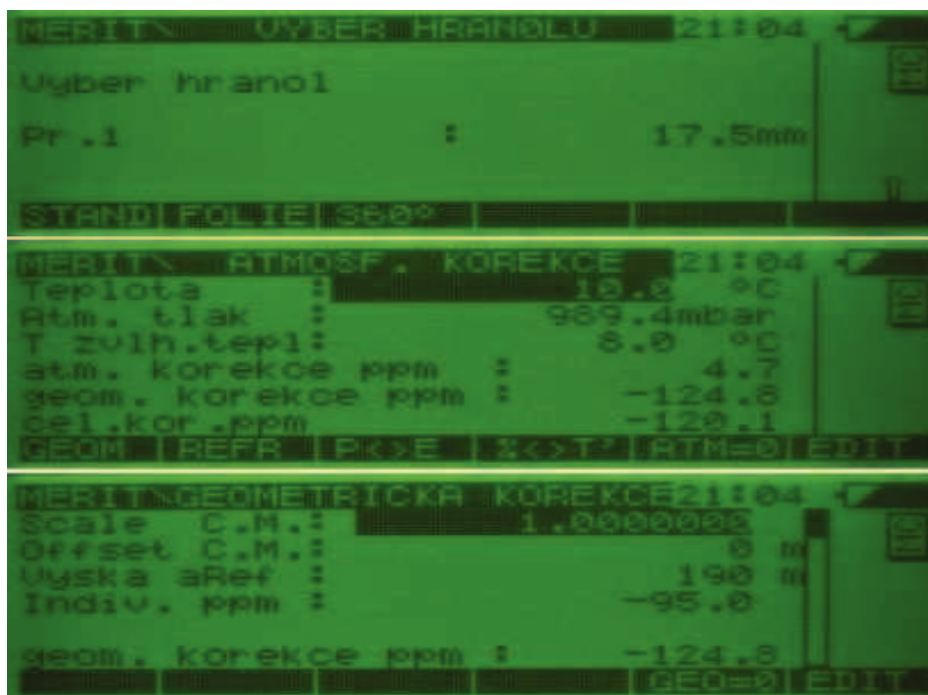 MERIT\ VYBER HRANOLU 21:04
MC
Vyber hranol
Pr.1 : 17.5mm
STAND FOLIE 360°
MERIT\ ATMOSF. KOREKCE 21:04
Teplota : 10.0 °C
MC
Atm. tlak : 989.4mbar
T zvlh.tepl: 8.0 °C
atm. korekce ppm : 4.7
geom. korekce ppm : -124.8
cel.kor.ppm -120.1
GEOM REFR P<>E %<>T' ATM=0 EDIT
MERIT\GEOMETRICKA KOREKCE21:04
Scale C.M.: 1.0000000
MC
Offset C.M.: 0 m
Vyska aRef : 190 m
Indiv. ppm : -95.0
geom. korekce ppm : -124.8
GEO=0 EDIT